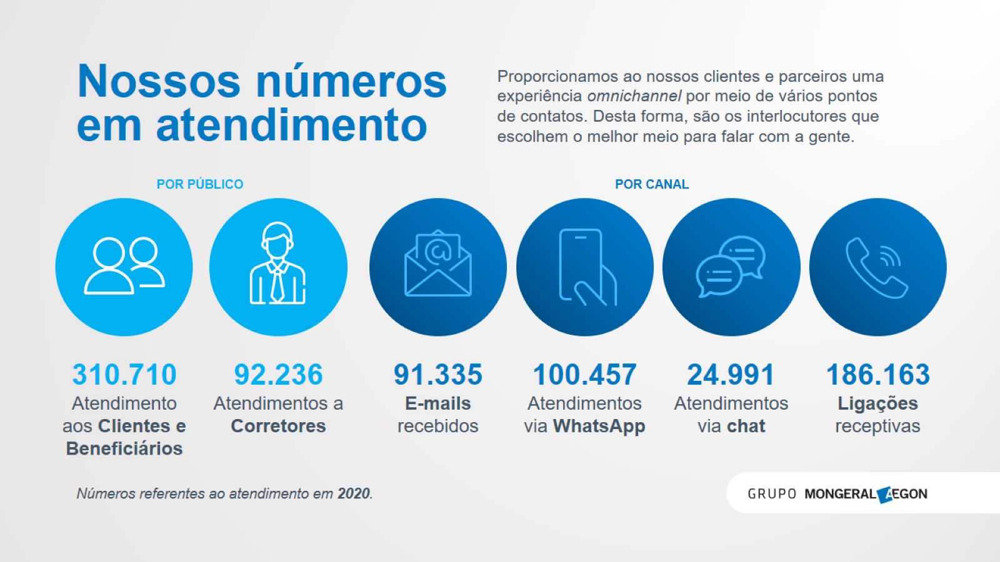 Nossos números
em atendimento
Proporcionamos ao nossos clientes e parceiros uma
experiência omnichannel por meio de vários pontos
de contatos. Desta forma, são os interlocutores que
escolhem o melhor meio para falar com a gente.
POR PÚBLICO
310.710
Atendimento
aos Clientes e
Beneficiários
92.236
Atendimentos a
Corretores
POR CANAL
91.335
E-mails
recebidos
100.457
Atendimentos
via WhatsApp
24.991
Atendimentos
via chat
186.163
Ligações
receptivas
Números referentes ao atendimento em 2020.
GRUPO MONGERAL AEGON